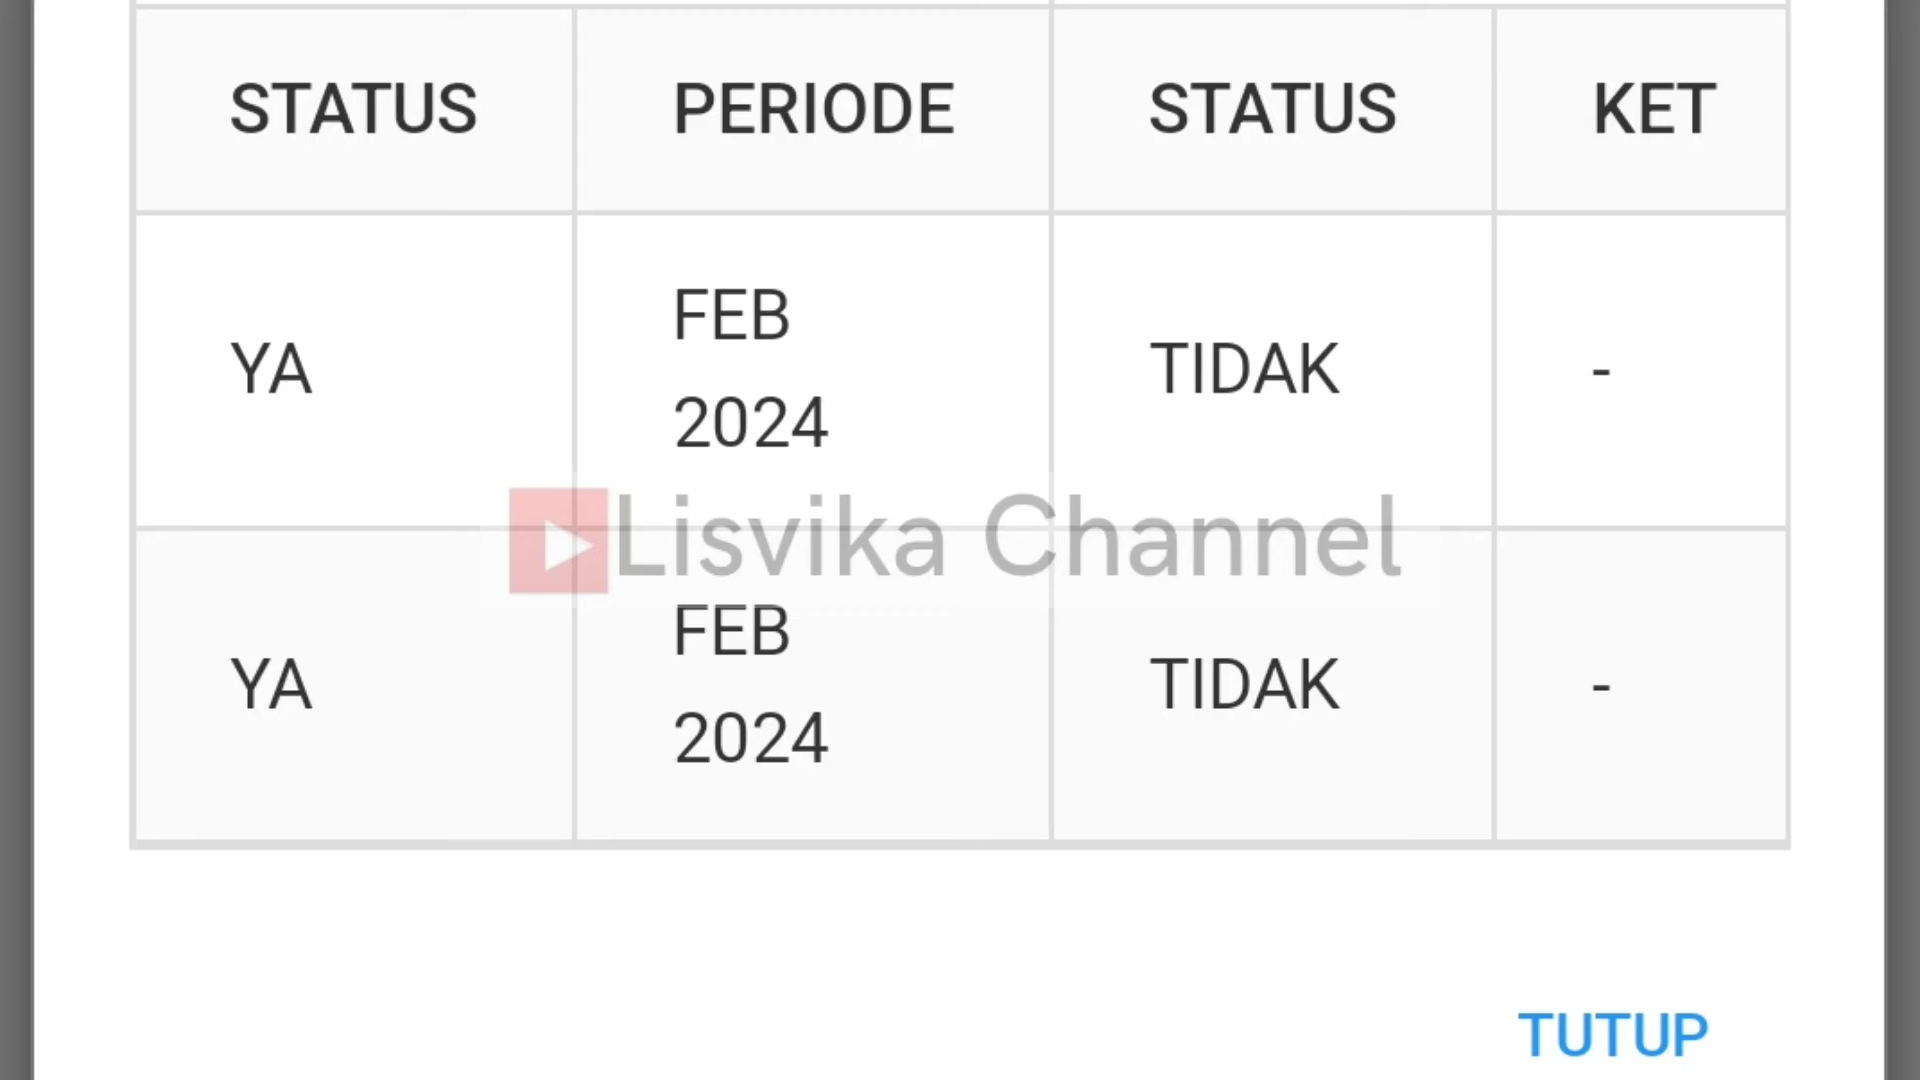 STATUS PERIODE STATUS KET
YA FEB 2024 TIDAK -
Lisvika Channel
YA FEB 2024 TIDAK -
TUTUP